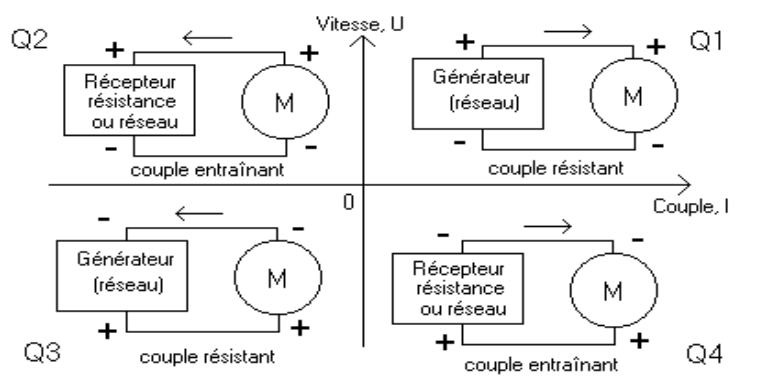 Vitesse, U
Q2
+
+
Récepteur
résistance
ou réseau
M
-
-
couple entraînant
Q1
+
+
Générateur
(réseau)
M
-
-
couple résistant
0
Couple, I
-
-
Générateur
(réseau)
M
+
+
Q3
couple résistant
-
-
Récepteur
résistance
ou réseau
M
+
+
Q4
couple entraînant